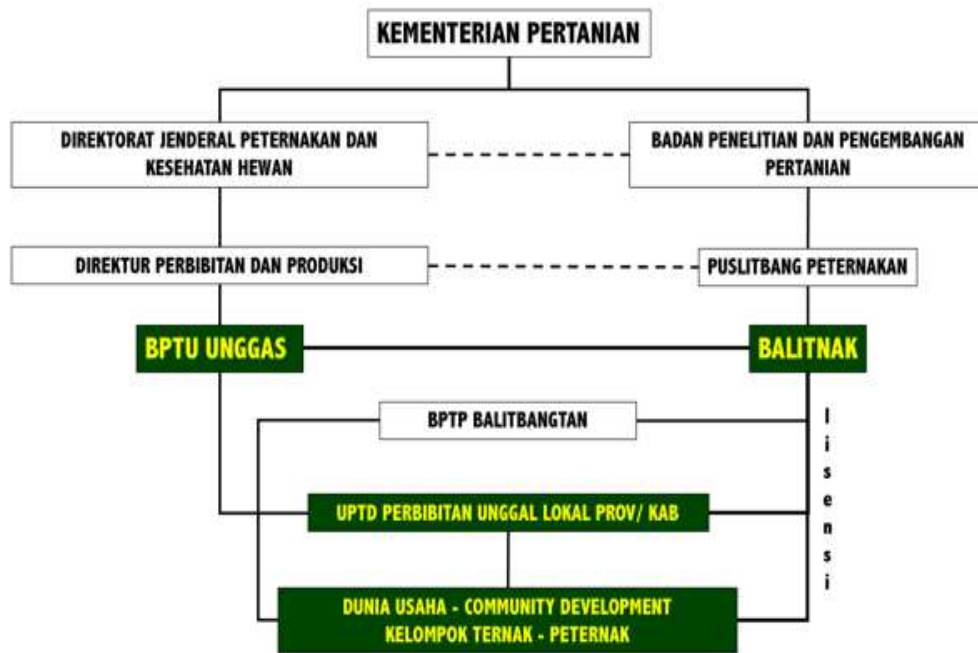 KEMENTERIAN PERTANIAN
DIREKTORAT JENDERAL PETERNAKAN DAN
KESEHATAN HEWAN
BADAN PENELITIAN DAN PENGEMBANGAN
PERTANIAN
DIREKTUR PERBIBITAN DAN PRODUKSI
PUSLITBANG PETERNAKAN
BPTU UNGGAS
BALITNAK
BPTP BALITBANGTAN
lisensi
UPTD PERBIBITAN UNGGAL LOKAL PROV/ KAB
DUNIA USAHA - COMMUNITY DEVELOPMENT
KELOMPOK TERNAK - PETERNAK